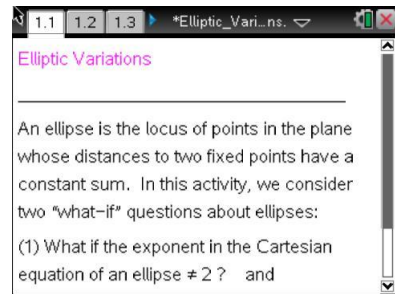 1.1 1.2 1.3 *Elliptic_Vari...ns.
Elliptic Variations
An ellipse is the locus of points in the plane
whose distances to two fixed points have a
constant sum. In this activity, we consider
two "what-if" questions about ellipses:
(1) What if the exponent in the Cartesian
equation of an ellipse ≠ 2 ? and